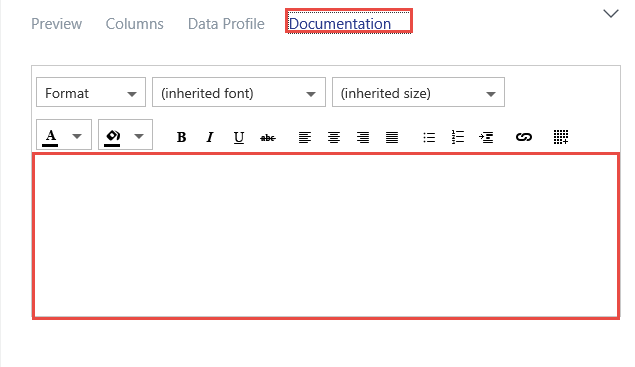 Preview Columns Data Profile Documentation
Format (inherited font) (inherited size)
A B I U abc